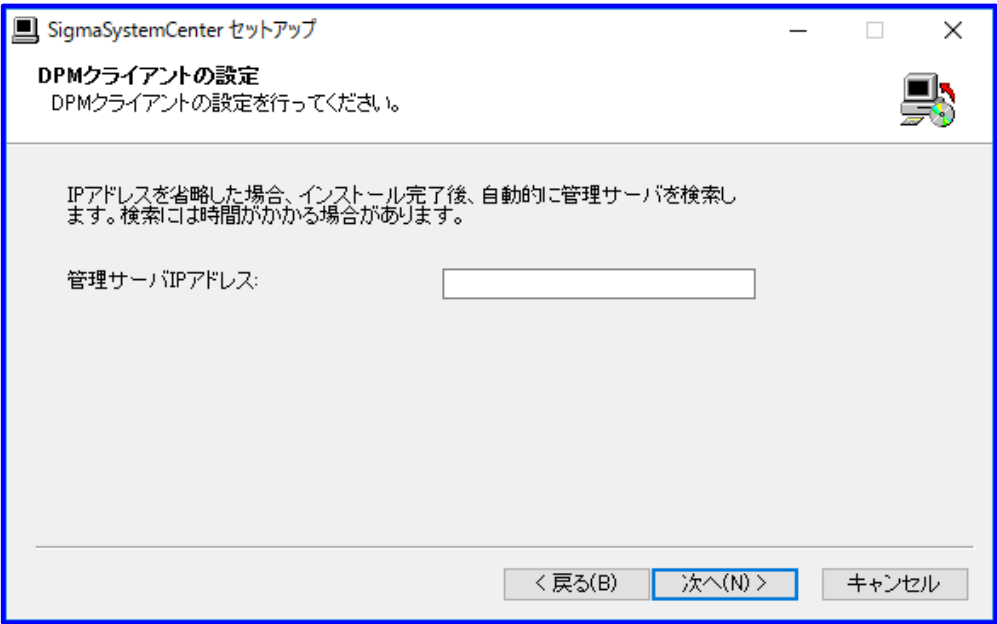 SigmaSystemCenter セットアップ
DPMクライアントの設定
DPMクライアントの設定を行ってください。
IPアドレスを省略した場合、インストール完了後、自動的に管理サーバを検索し
ます。検索には時間がかかる場合があります。
管理サーバIPアドレス:
< 戻る(B)
次へ(N) >
キャンセル